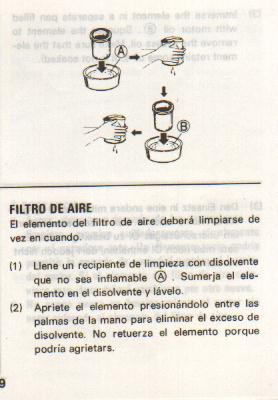 A
B
FILTRO DE AIRE
El elemento del filtro de aire deberá limpiarse de
vez en cuando.
(1) Llene un recipiente de limpieza con disolvente
que no sea inflamable Ⓐ . Sumerja el ele-
mento en el disolvente y lávelo.
(2) Apriete el elemento presionándolo entre las
palmas de la mano para eliminar el exceso de
disolvente. No retuerza el elemento porque
podría agrietars.
9